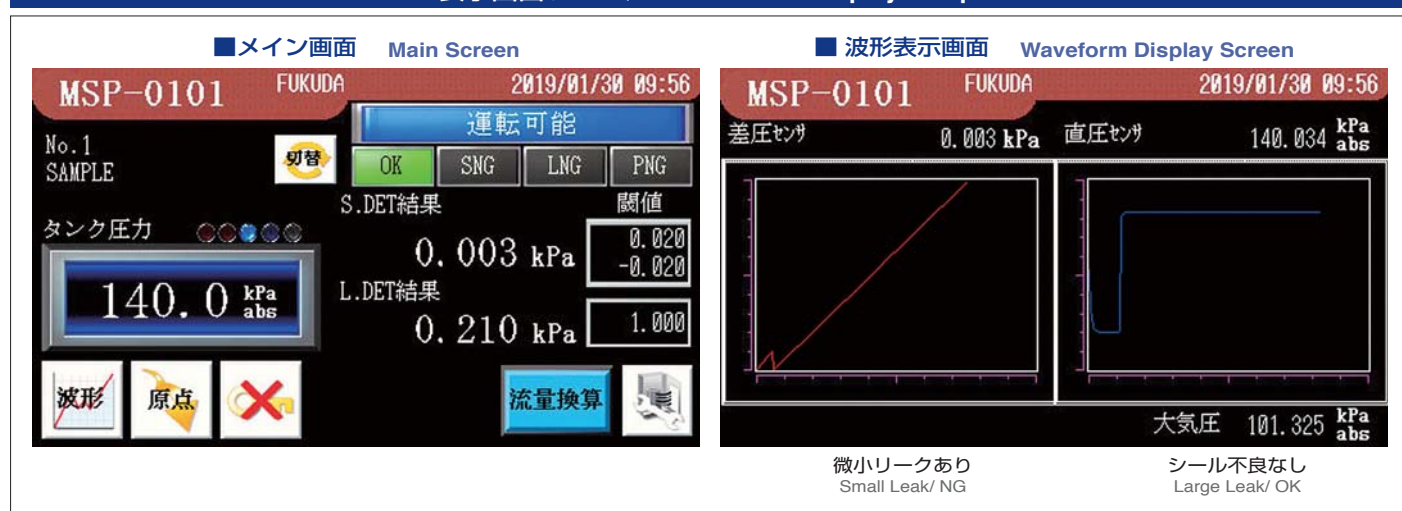 ■メイン画面 Main Screen
MSP-0101 FUKUDA 2019/01/30 09:56
運転可能
No.1
SAMPLE
切替
OK SNG LNG PNG
S.DET結果 閾値
タンク圧力
0.003 kPa
0.020
-0.020
140.0 kPa abs
L.DET結果
0.210 kPa
1.000
波形 原点 流量換算
■ 波形表示画面 Waveform Display Screen
MSP-0101 FUKUDA 2019/01/30 09:56
差圧センサ 0.003 kPa 直圧センサ 140.034 kPa abs
大気圧 101.325 kPa abs
微小リークあり
Small Leak/ NG
シール不良なし
Large Leak/ OK